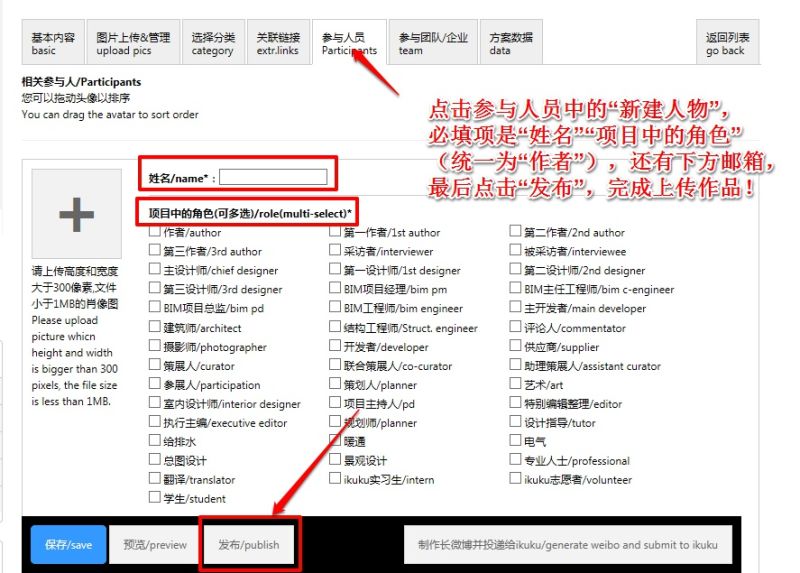 基本内容
basic
图片上传&管理
upload pics
选择分类
category
关联链接
extr.links
参与人员
Participants
参与团队/企业
team
方案数据
data
返回列表
go back
相关参与人/Participants
您可以拖动头像以排序
You can drag the avatar to sort order
点击参与人员中的“新建人物”，
必填项是“姓名”“项目中的角色”
（统一为“作者”），还有下方邮箱，
最后点击“发布”，完成上传作品！
姓名/name* :
项目中的角色(可多选)/role(multi-select)*
作者/author 第一作者/1st author 第二作者/2nd author
第三作者/3rd author 采访者/interviewer 被采访者/interviewee
主设计师/chief designer 第一设计师/1st designer 第二设计师/2nd designer
第三设计师/3rd designer BIM项目经理/bim pm BIM主任工程师/bim c-engineer
BIM项目总监/bim pd BIM工程师/bim engineer 主开发者/main developer
建筑师/architect 结构工程师/Struct. engineer 评论人/commentator
摄影师/photographer 开发者/developer 供应商/supplier
策展人/curator 联合策展人/co-curator 助理策展人/assistant curator
参展人/participation 策划人/planner 艺术/art
室内设计师/interior designer 项目主持人/pd 特别编辑整理/editor
执行主编/executive editor 规划师/planner 设计指导/tutor
给排水 暖通 电气
总图设计 景观设计 专业人士/professional
翻译/translator ikuku实习生/intern ikuku志愿者/volunteer
学生/student
请上传高度和宽度
大于300像素,文件
小于1MB的肖像图
Please upload
picture which
height and width
is bigger than 300
pixels, the file size
is less than 1MB.
保存/save
预览/preview
发布/publish
制作长微博并投递给ikuku/generate weibo and submit to ikuku